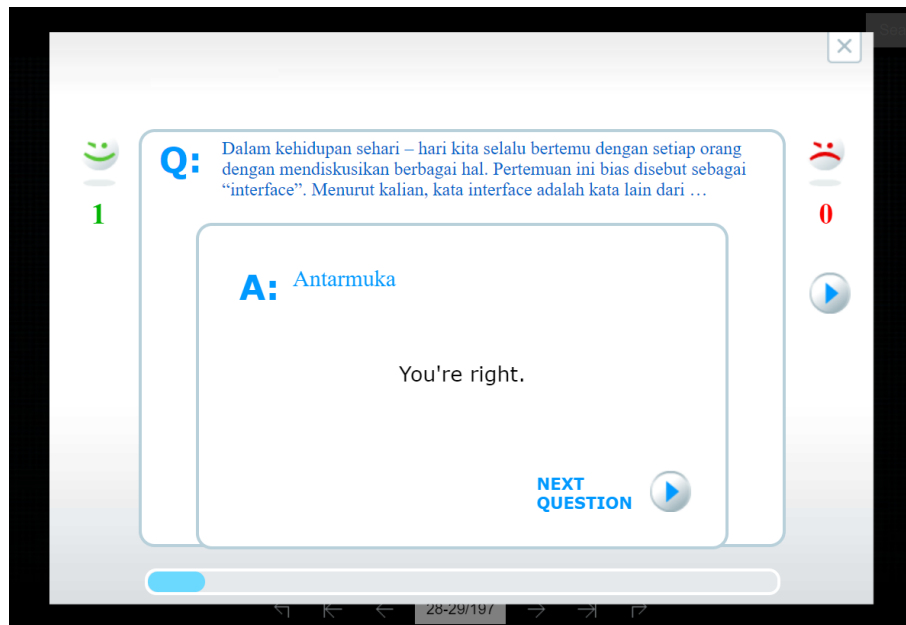 1
Q:
Dalam kehidupan sehari – hari kita selalu bertemu dengan setiap orang
dengan mendiskusikan berbagai hal. Pertemuan ini bias disebut sebagai
“interface”. Menurut kalian, kata interface adalah kata lain dari …
0
A:
Antarmuka
You're right.
NEXT
QUESTION
28-29/197